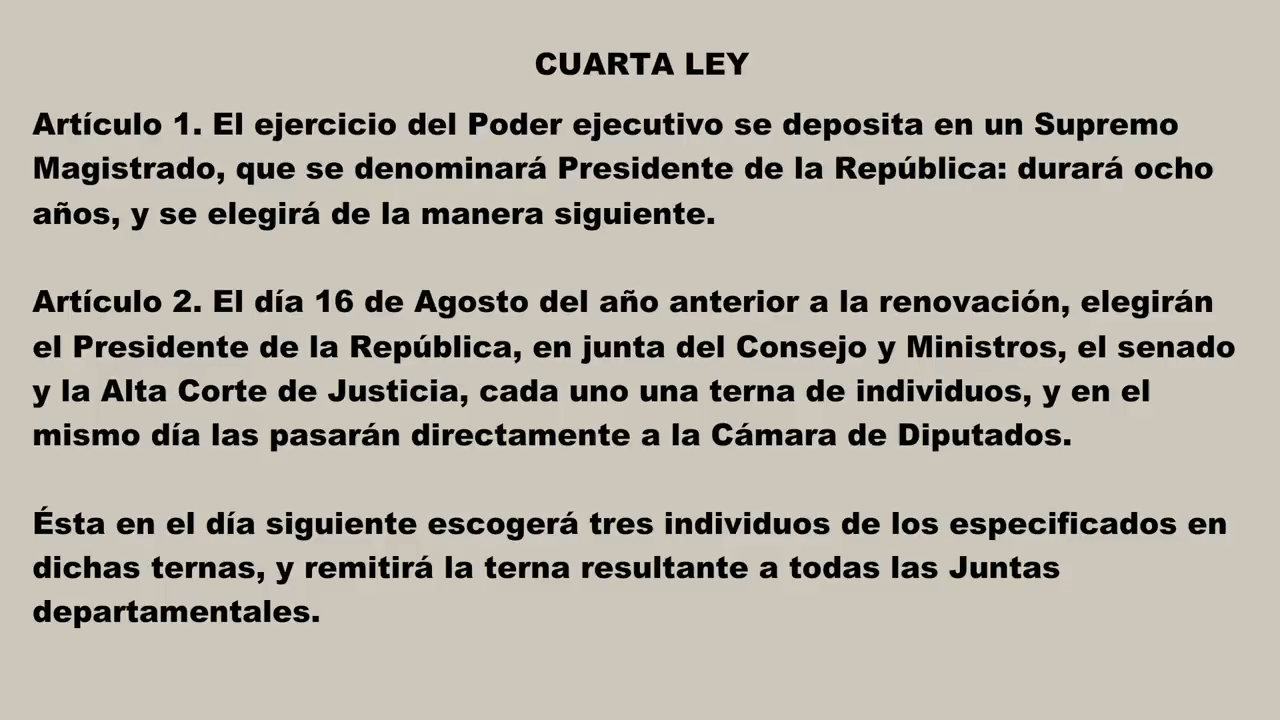 CUARTA LEY
Artículo 1. El ejercicio del Poder ejecutivo se deposita en un Supremo
Magistrado, que se denominará Presidente de la República: durará ocho
años, y se elegirá de la manera siguiente.
Artículo 2. El día 16 de Agosto del año anterior a la renovación, elegirán
el Presidente de la República, en junta del Consejo y Ministros, el senado
y la Alta Corte de Justicia, cada uno una terna de individuos, y en el
mismo día las pasarán directamente a la Cámara de Diputados.
Ésta en el día siguiente escogerá tres individuos de los especificados en
dichas ternas, y remitirá la terna resultante a todas las Juntas
departamentales.